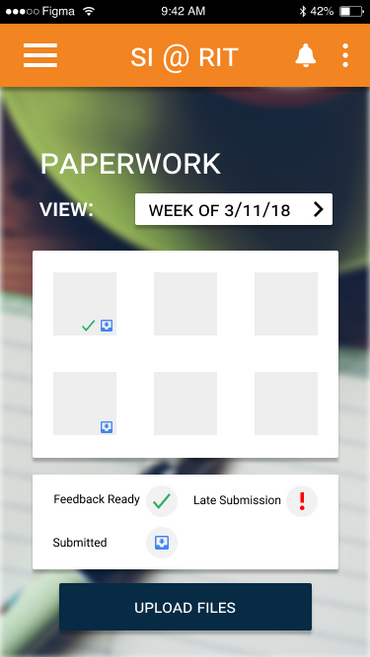 Figma 9:42 AM 42%
SI @ RIT
PAPERWORK
VIEW: WEEK OF 3/11/18
Feedback Ready Late Submission
Submitted
UPLOAD FILES